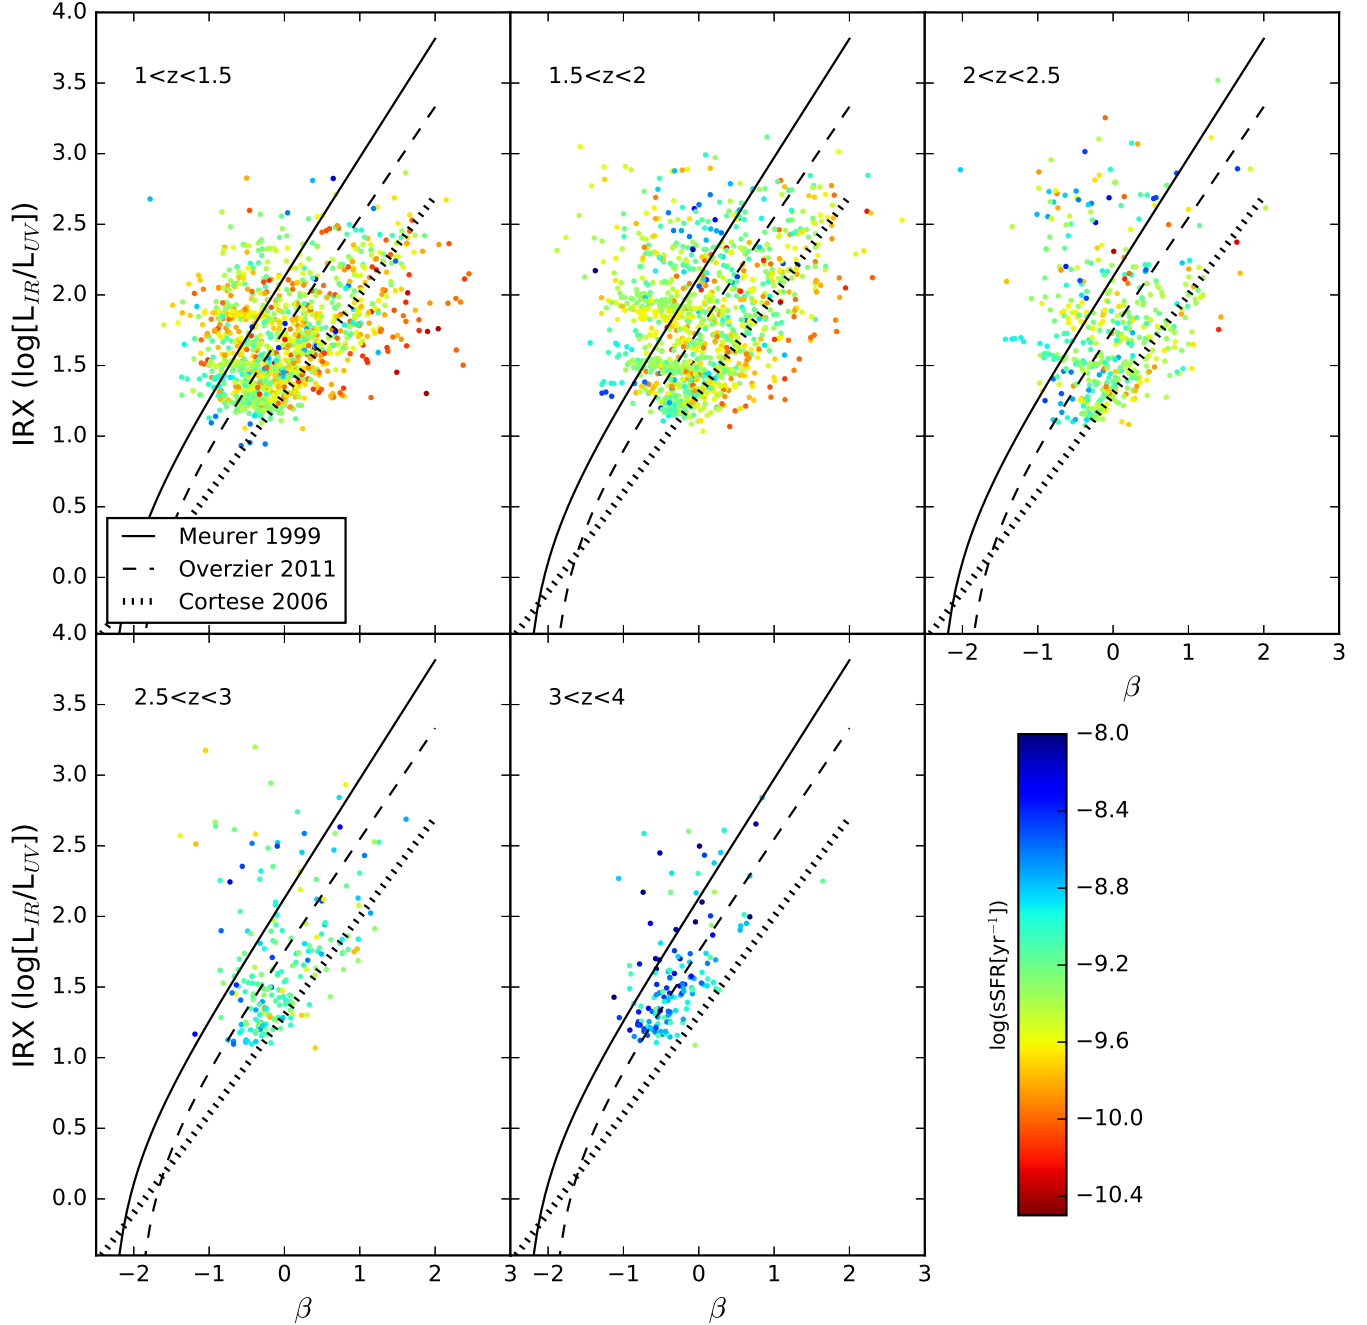 4.0
3.5
3.0
2.5
2.0
1.5
1.0
0.5
0.0
IRX (log[L_IR/L_UV])
1<z<1.5
1.5<z<2
2<z<2.5
Meurer 1999
Overzier 2011
Cortese 2006
−2 −1 0 1 2 3
β
4.0
3.5
3.0
2.5
2.0
1.5
1.0
0.5
0.0
IRX (log[L_IR/L_UV])
2.5<z<3
3<z<4
−2 −1 0 1 2 3
β
−2 −1 0 1 2 3
β
−8.0
−8.4
−8.8
−9.2
−9.6
−10.0
−10.4
log(sSFR[yr⁻¹])